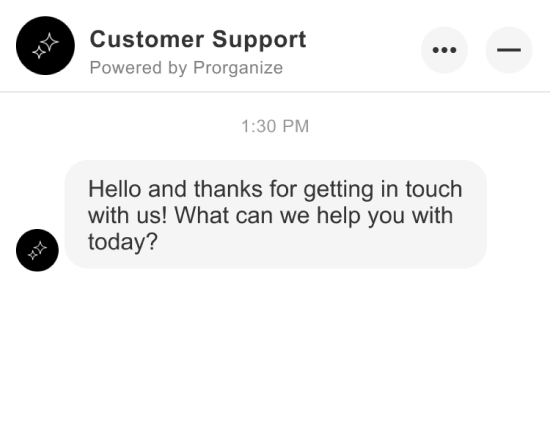 Customer Support
Powered by Prorganize
1:30 PM
Hello and thanks for getting in touch
with us! What can we help you with
today?